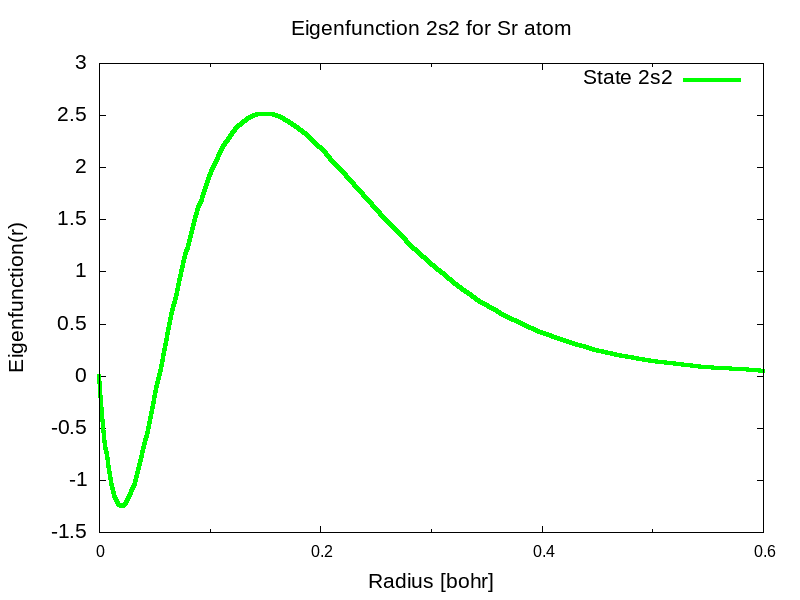 Eigenfunction 2s2 for Sr atom
State 2s2
3
2.5
2
1.5
1
0.5
0
-0.5
-1
-1.5
Eigenfunction(r)
0 0.2 0.4 0.6
Radius [bohr]